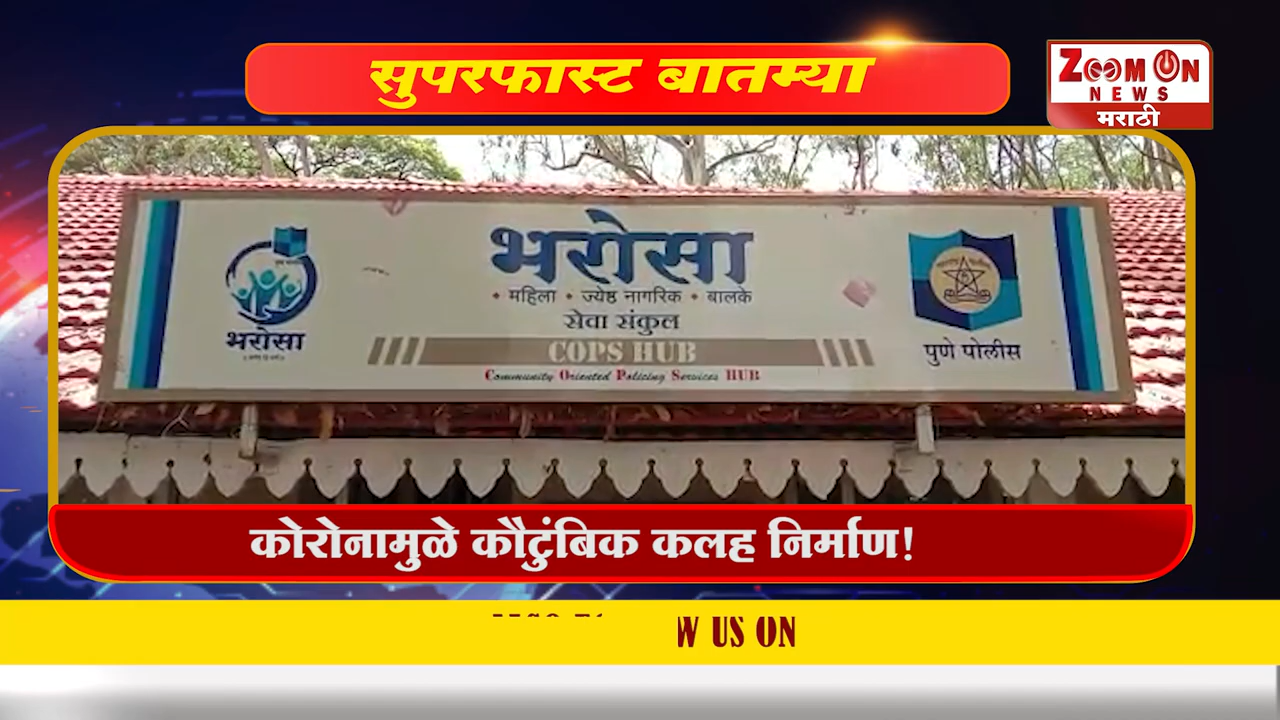 सुपरफास्ट बातम्या
ZOOM ON
NEWS
मराठी
भरोसा
• महिला • ज्येष्ठ नागरिक • बालके
सेवा संकुल
COPS HUB
Community Oriented Policing Services HUB
भरोसा
पुणे पोलीस
कोरोनामुळे कौटुंबिक कलह निर्माण!
W US ON